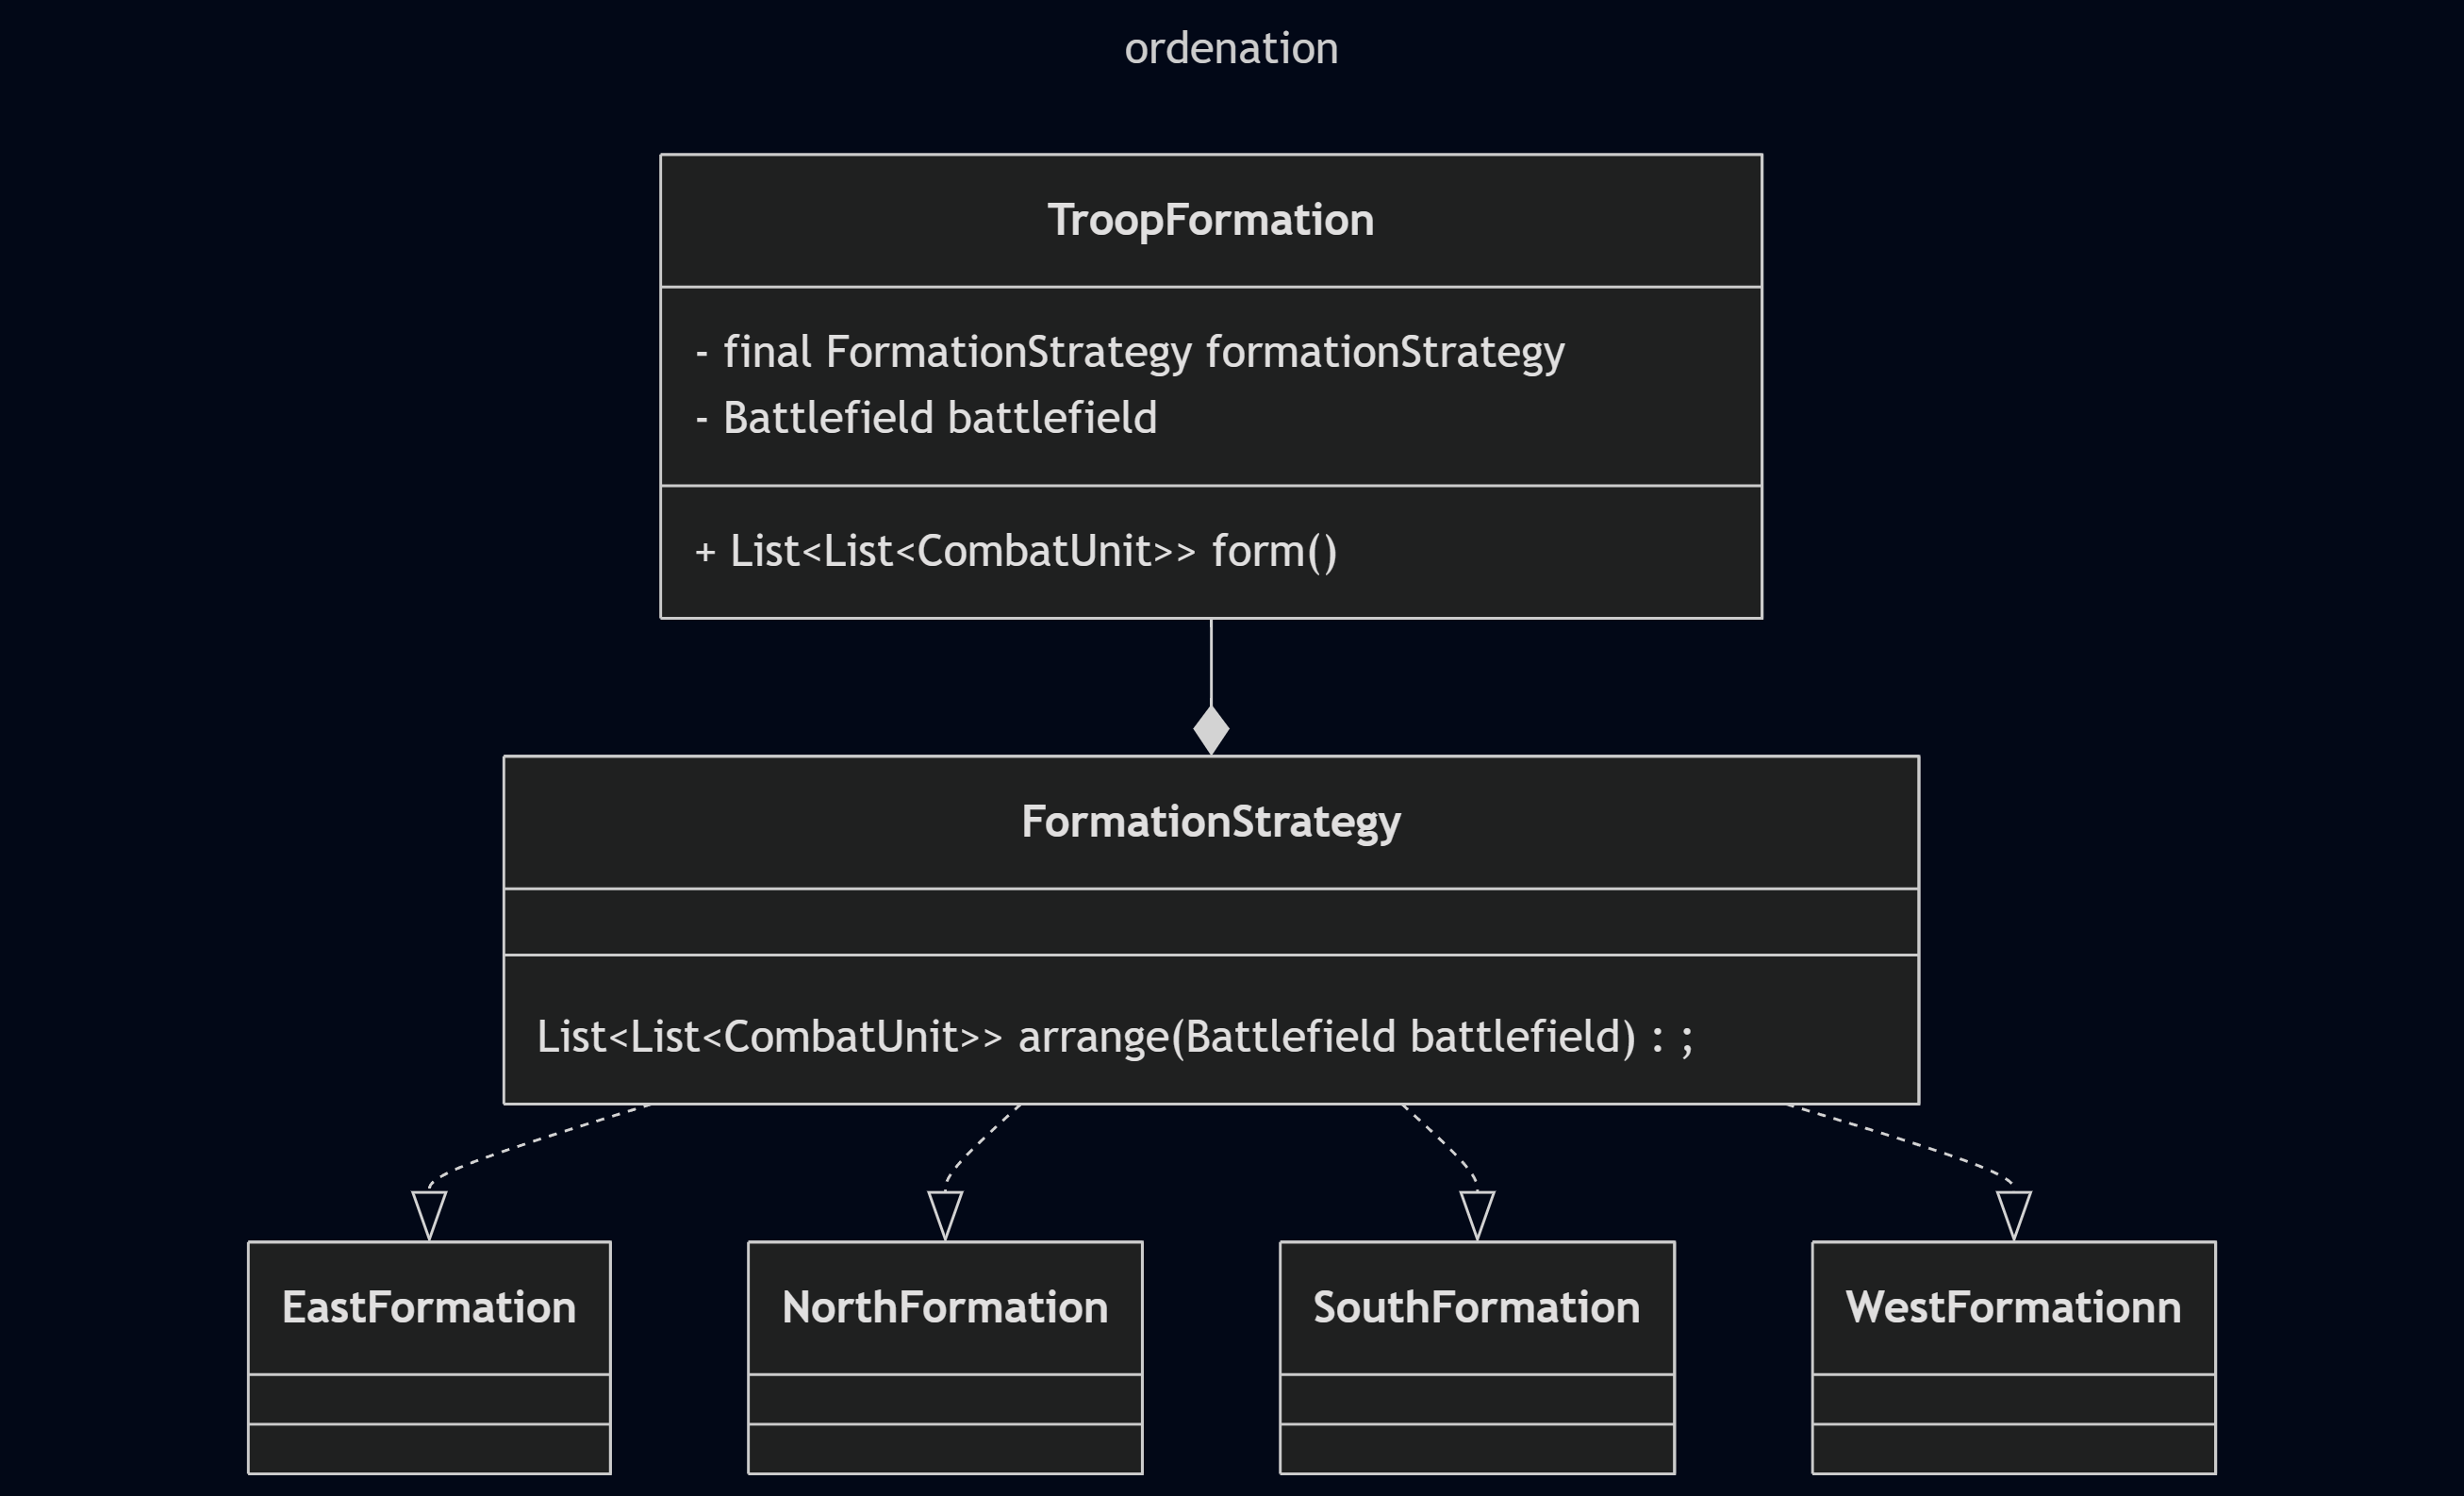 ordenation
TroopFormation
- final FormationStrategy formationStrategy
- Battlefield battlefield
+ List<List<CombatUnit>> form()
FormationStrategy
List<List<CombatUnit>> arrange(Battlefield battlefield) : ;
EastFormation
NorthFormation
SouthFormation
WestFormationn